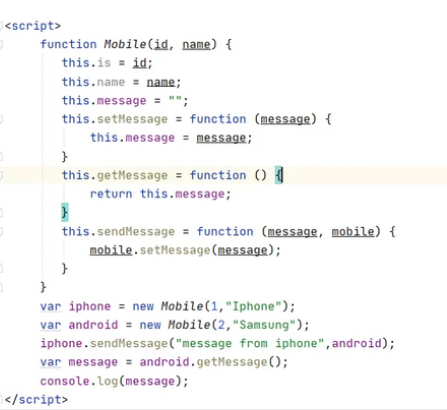 <script>
function Mobile(id, name) {
this.is = id;
this.name = name;
this.message = "";
this.setMessage = function (message) {
this.message = message;
}
this.getMessage = function () {
return this.message;
}
this.sendMessage = function (message, mobile) {
mobile.setMessage(message);
}
}
var iphone = new Mobile(1,"Iphone");
var android = new Mobile(2,"Samsung");
iphone.sendMessage("message from iphone",android);
var message = android.getMessage();
console.log(message);
</script>